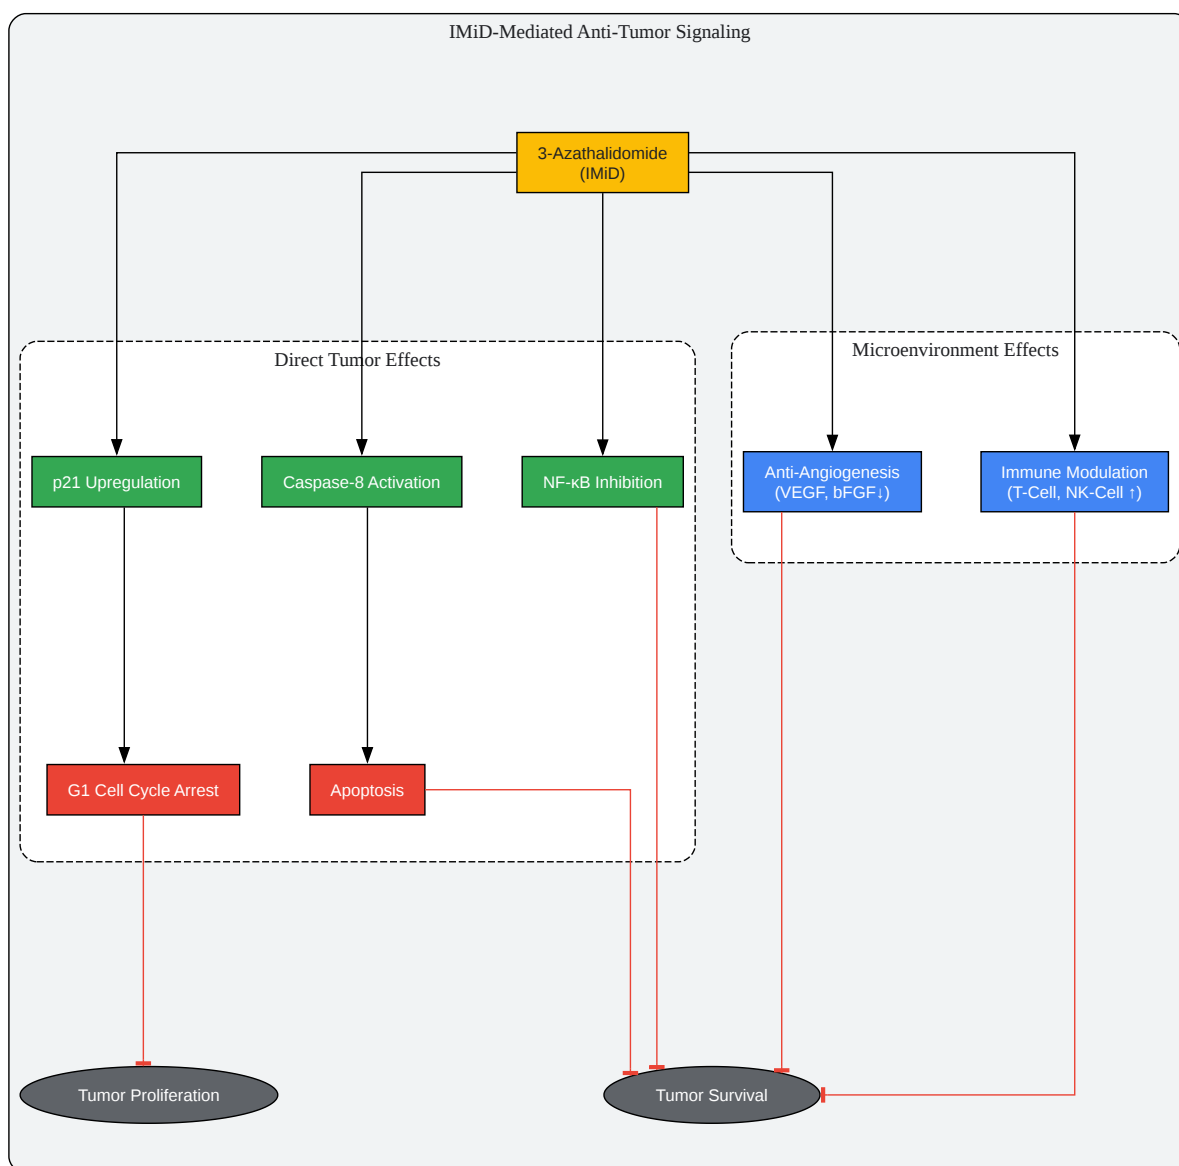 IMiD-Mediated Anti-Tumor Signaling
3-Azathalidomide
(IMiD)
Direct Tumor Effects
Microenvironment Effects
p21 Upregulation
Caspase-8 Activation
NF-κB Inhibition
Anti-Angiogenesis
(VEGF, bFGF↓)
Immune Modulation
(T-Cell, NK-Cell ↑)
G1 Cell Cycle Arrest
Apoptosis
Tumor Proliferation
Tumor Survival